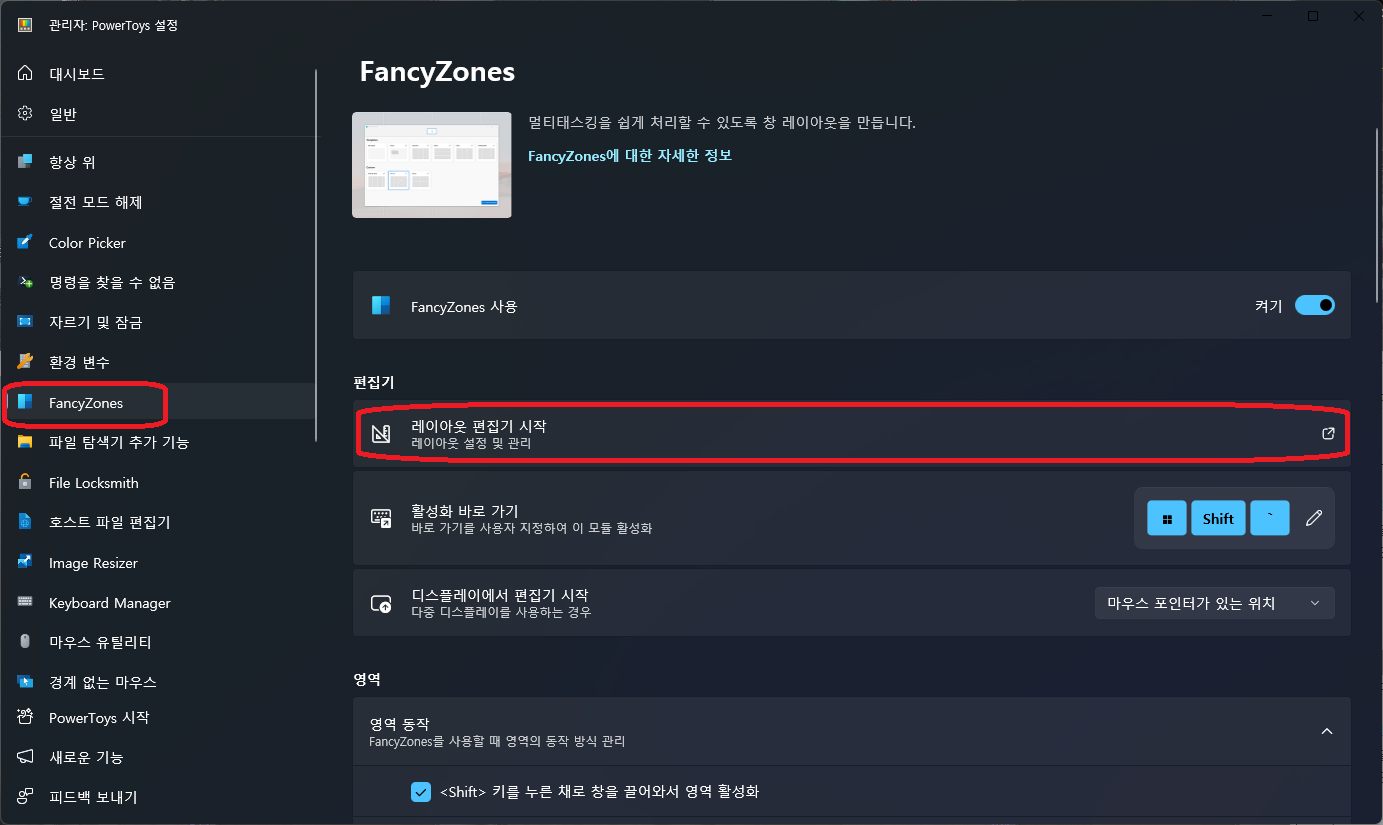 관리자: PowerToys 설정
대시보드
일반
항상 위
절전 모드 해제
Color Picker
명령을 찾을 수 없음
자르기 및 잠금
환경 변수
FancyZones
파일 탐색기 추가 기능
File Locksmith
호스트 파일 편집기
Image Resizer
Keyboard Manager
마우스 유틸리티
경계 없는 마우스
PowerToys 시작
새로운 기능
피드백 보내기
FancyZones
멀티태스킹을 쉽게 처리할 수 있도록 창 레이아웃을 만듭니다.
FancyZones에 대한 자세한 정보
FancyZones 사용
켜기
편집기
레이아웃 편집기 시작
레이아웃 설정 및 관리
활성화 바로 가기
바로 가기를 사용자 지정하여 이 모듈 활성화
Shift `
디스플레이에서 편집기 시작
다중 디스플레이를 사용하는 경우
마우스 포인터가 있는 위치
영역
영역 동작
FancyZones를 사용할 때 영역의 동작 방식 관리
<Shift> 키를 누른 채로 창을 끌어와서 영역 활성화